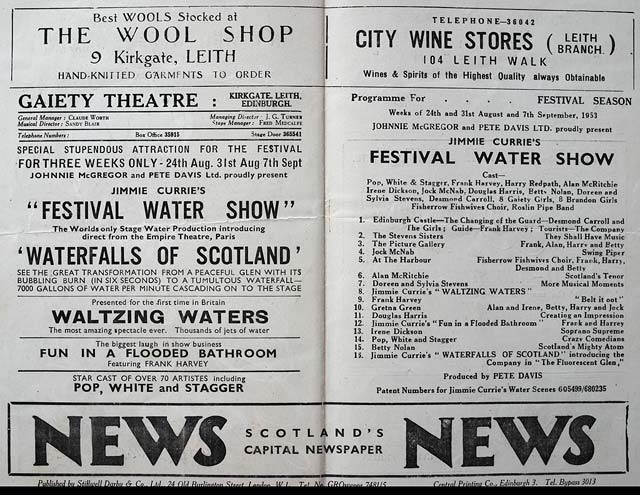 Best WOOLS Stocked at
THE WOOL SHOP
9 Kirkgate, LEITH
HAND-KNITTED GARMENTS TO ORDER
GAIETY THEATRE : KIRKGATE, LEITH, EDINBURGH.
General Manager : CLAUDE WORTH Managing Director : J. G. TURNER
Musical Director : SANDY BLAIR Stage Manager : FRED MEDCALFE
Telephone Numbers : Box Office 35915 Stage Door 365541
SPECIAL STUPENDOUS ATTRACTION FOR THE FESTIVAL
FOR THREE WEEKS ONLY - 24th Aug. 31st Aug 7th Sept
JOHNNIE McGREGOR and PETE DAVIS Ltd. proudly present
JIMMIE CURRIE'S
"FESTIVAL WATER SHOW"
The Worlds only Stage Water Production introducing
direct from the Empire Theatre, Paris
'WATERFALLS OF SCOTLAND'
SEE THE GREAT TRANSFORMATION FROM A PEACEFUL GLEN WITH ITS
BUBBLING BURN (IN SIX SECONDS) TO A TUMULTOUS WATERFALL—
7000 GALLONS OF WATER PER MINUTE CASCADING ON TO THE STAGE
Presented for the first time in Britain
WALTZING WATERS
The most amazing spectacle ever. Thousands of jets of water
The biggest laugh in show business
FUN IN A FLOODED BATHROOM
Featuring FRANK HARVEY
STAR CAST OF OVER 70 ARTISTES including
POP, WHITE and STAGGER
TELEPHONE—36042
CITY WINE STORES ( LEITH BRANCH. )
104 LEITH WALK
Wines & Spirits of the Highest Quality always Obtainable
Programme For . . . . FESTIVAL SEASON
Weeks of 24th and 31st August and 7th September, 1953
JOHNNIE McGREGOR and PETE DAVIS LTD. proudly present
JIMMIE CURRIE'S
FESTIVAL WATER SHOW
Cast—
Pop, White & Stagger, Frank Harvey, Harry Redpath, Alan McRitchie
Irene Dickson, Jock McNab, Douglas Harris, Betty Nolan, Doreen and
Sylvia Stevens, Desmond Carroll, 8 Gaiety Girls, 8 Brandon Girls
Fisherrow Fishwives Choir, Roslin Pipe Band
1. Edinburgh Castle—The Changing of the Guard—Desmond Carroll and
The Girls ; Guide—Frank Harvey ; Tourists—The Company
2. The Stevens Sisters They Shall Have Music
3. The Picture Gallery Frank, Alan, Harry and Betty
4. Jock McNab Swing Piper
5. At the Harbour Fisherrow Fishwives Choir, Frank, Harry,
Desmond and Betty
6. Alan McRitchie Scotland's Tenor
7. Doreen and Sylvia Stevens More Musical Moments
8. Jimmie Currie's "WALTZING WATERS"
9. Frank Harvey "Belt it oot"
10. Gretna Green Alan and Irene, Betty, Harry and Jock
11. Douglas Harris Creating an Impression
12. Jimmie Currie's "Fun in a Flooded Bathroom" Frank and Harvey
13. Irene Dickson Soprano Supreme
14. Pop, White and Stagger Crazy Comedians
15. Betty Nolan Scotland's Mighty Atom
15. Jimmie Currie's "WATERFALLS OF SCOTLAND" introducing the
Company in "The Fluorescent Glen,"
Produced by PETE DAVIS
Patent Numbers for Jimmie Currie's Water Scenes 605499/680235
NEWS SCOTLAND'S CAPITAL NEWSPAPER NEWS
Published by Stilwell Darby & Co., Ltd., 24 Old Burlington Street, London, W.1. Tel. No. GROsvenor 748115 Central Printing Co., Edinburgh 3. Tel. Bypass 3013